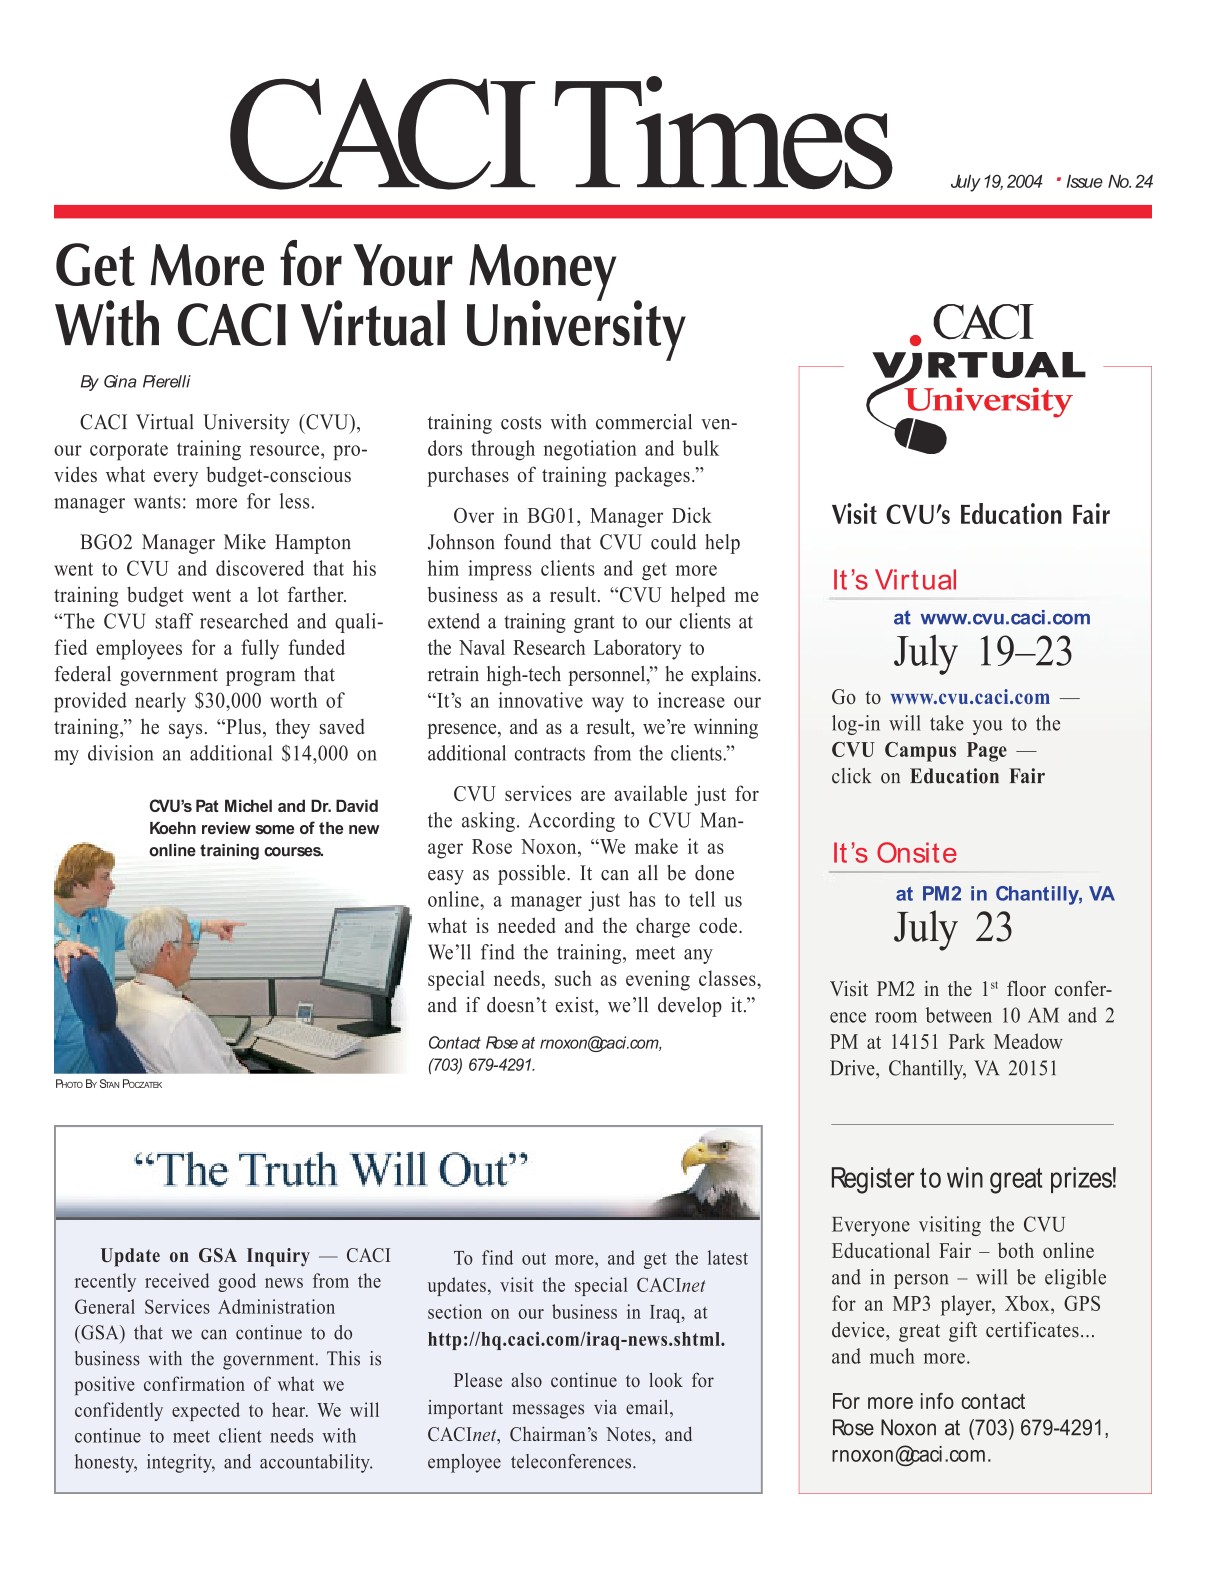 CACI Times
July 19, 2004 ▪ Issue No. 24
Get More for Your Money
With CACI Virtual University
By Gina Pierelli
CACI Virtual University (CVU),
our corporate training resource, pro-
vides what every budget-conscious
manager wants: more for less.
BGO2 Manager Mike Hampton
went to CVU and discovered that his
training budget went a lot farther.
“The CVU staff researched and quali-
fied employees for a fully funded
federal government program that
provided nearly $30,000 worth of
training,” he says. “Plus, they saved
my division an additional $14,000 on
CVU's Pat Michel and Dr. David
Koehn review some of the new
online training courses.
PHOTO BY STAN POCZATEK
training costs with commercial ven-
dors through negotiation and bulk
purchases of training packages.”
Over in BG01, Manager Dick
Johnson found that CVU could help
him impress clients and get more
business as a result. “CVU helped me
extend a training grant to our clients at
the Naval Research Laboratory to
retrain high-tech personnel,” he explains.
“It’s an innovative way to increase our
presence, and as a result, we’re winning
additional contracts from the clients.”
CVU services are available just for
the asking. According to CVU Man-
ager Rose Noxon, “We make it as
easy as possible. It can all be done
online, a manager just has to tell us
what is needed and the charge code.
We’ll find the training, meet any
special needs, such as evening classes,
and if doesn’t exist, we’ll develop it.”
Contact Rose at rnoxon@caci.com,
(703) 679-4291.
“The Truth Will Out”
Update on GSA Inquiry — CACI
recently received good news from the
General Services Administration
(GSA) that we can continue to do
business with the government. This is
positive confirmation of what we
confidently expected to hear. We will
continue to meet client needs with
honesty, integrity, and accountability.
To find out more, and get the latest
updates, visit the special CACInet
section on our business in Iraq, at
http://hq.caci.com/iraq-news.shtml.
Please also continue to look for
important messages via email,
CACInet, Chairman’s Notes, and
employee teleconferences.
CACI
VIRTUAL
University
Visit CVU’s Education Fair
It’s Virtual
at www.cvu.caci.com
July 19–23
Go to www.cvu.caci.com —
log-in will take you to the
CVU Campus Page —
click on Education Fair
It’s Onsite
at PM2 in Chantilly, VA
July 23
Visit PM2 in the 1st floor confer-
ence room between 10 AM and 2
PM at 14151 Park Meadow
Drive, Chantilly, VA 20151
Register to win great prizes!
Everyone visiting the CVU
Educational Fair – both online
and in person – will be eligible
for an MP3 player, Xbox, GPS
device, great gift certificates...
and much more.
For more info contact
Rose Noxon at (703) 679-4291,
rnoxon@caci.com.